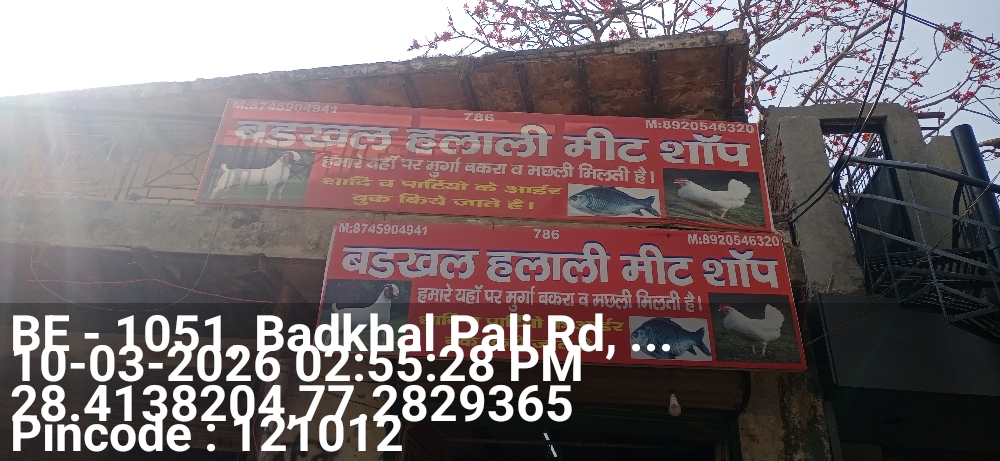 M:8745904941
786
M:8920546320
बडखल हलाली मीट शॉप
हमारे यहाँ पर मुर्गा बकरा व मछली मिलती है।
शादि व पार्टियो के आर्डर
बुक किये जाते है।
M:8745904941
786
M:8920546320
बडखल हलाली मीट शॉप
हमारे यहाँ पर मुर्गा बकरा व मछली मिलती है।
BF - 1051, Badkhal Pali Rd, ...
10-03-2026 02:55:28 PM
28.4138204,77.2829365
Pincode : 121012